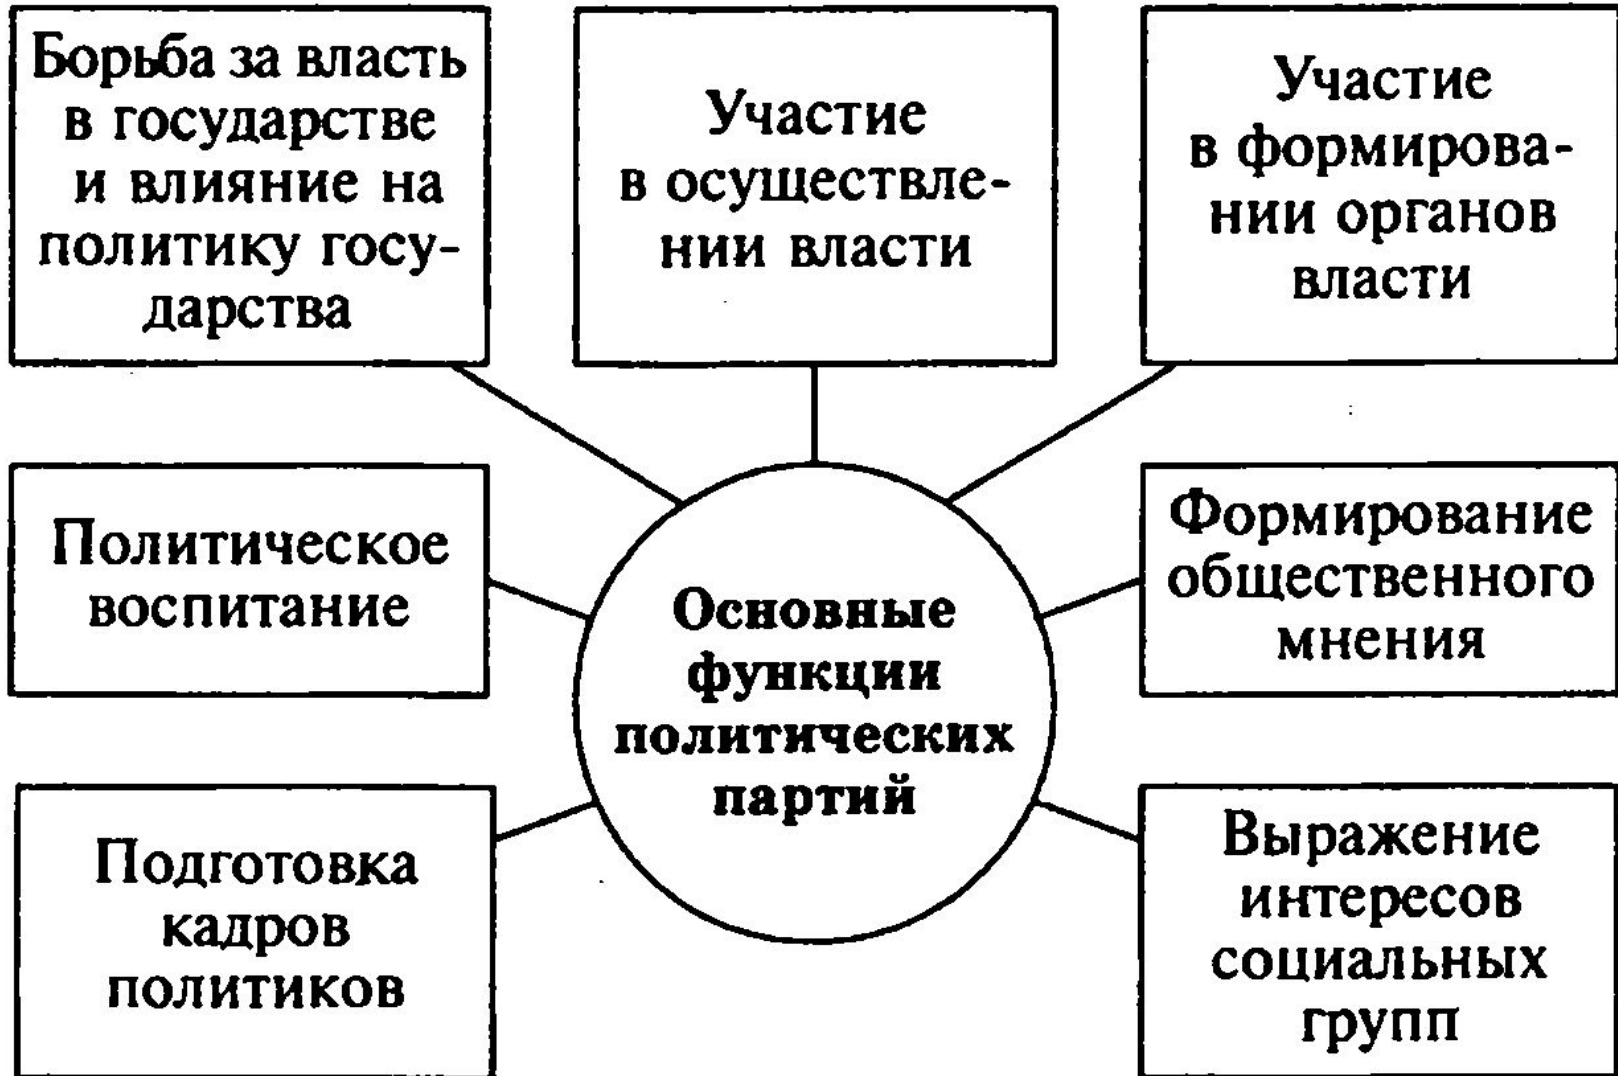 Борьба за власть
в государстве
и влияние на
политику госу-
дарства
Участие
в осуществле-
нии власти
Участие
в формирова-
нии органов
власти
Политическое
воспитание
Основные
функции
политических
партий
Формирование
общественного
мнения
Подготовка
кадров
политиков
Выражение
интересов
социальных
групп